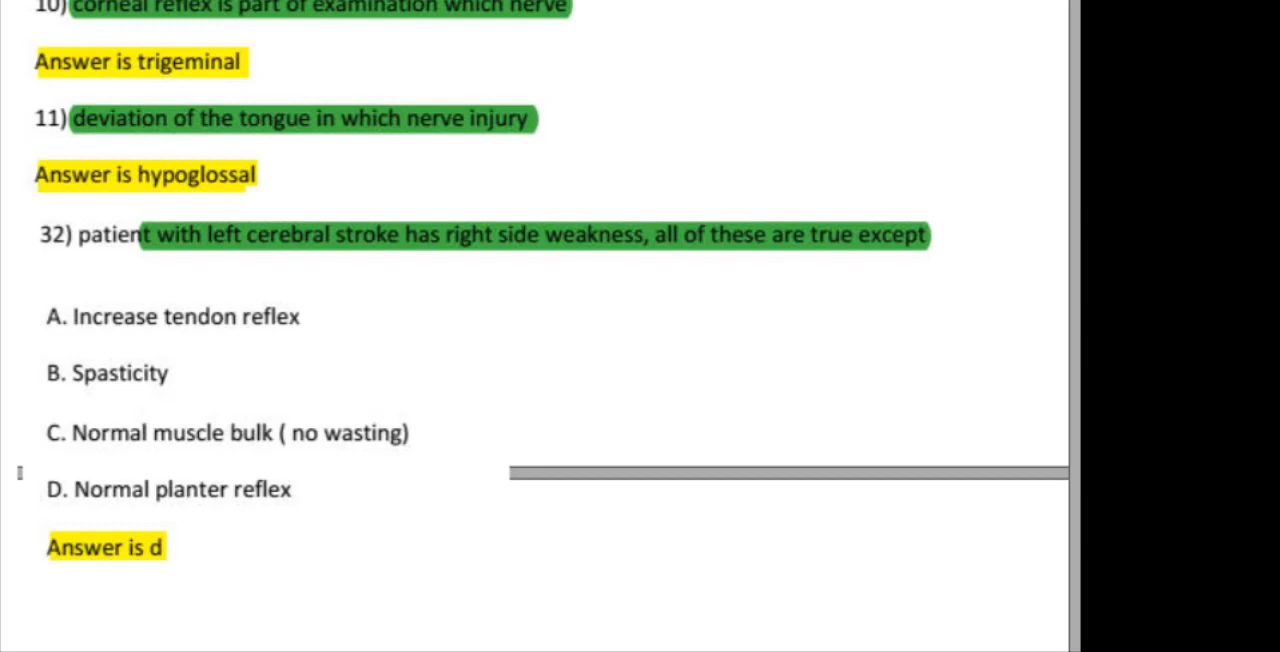 10) corneal reflex is part of examination which nerve
Answer is trigeminal
11) deviation of the tongue in which nerve injury
Answer is hypoglossal
32) patient with left cerebral stroke has right side weakness, all of these are true except
A. Increase tendon reflex
B. Spasticity
C. Normal muscle bulk ( no wasting)
D. Normal planter reflex
Answer is d